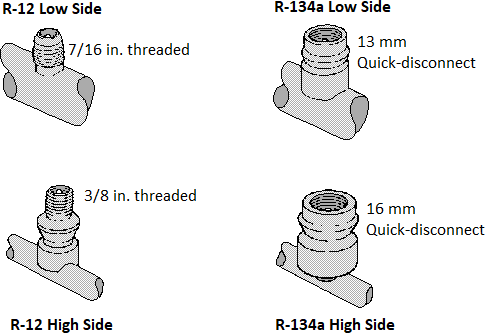 R-12 Low Side
7/16 in. threaded
R-134a Low Side
13 mm
Quick-disconnect
3/8 in. threaded
R-12 High Side
16 mm
Quick-disconnect
R-134a High Side